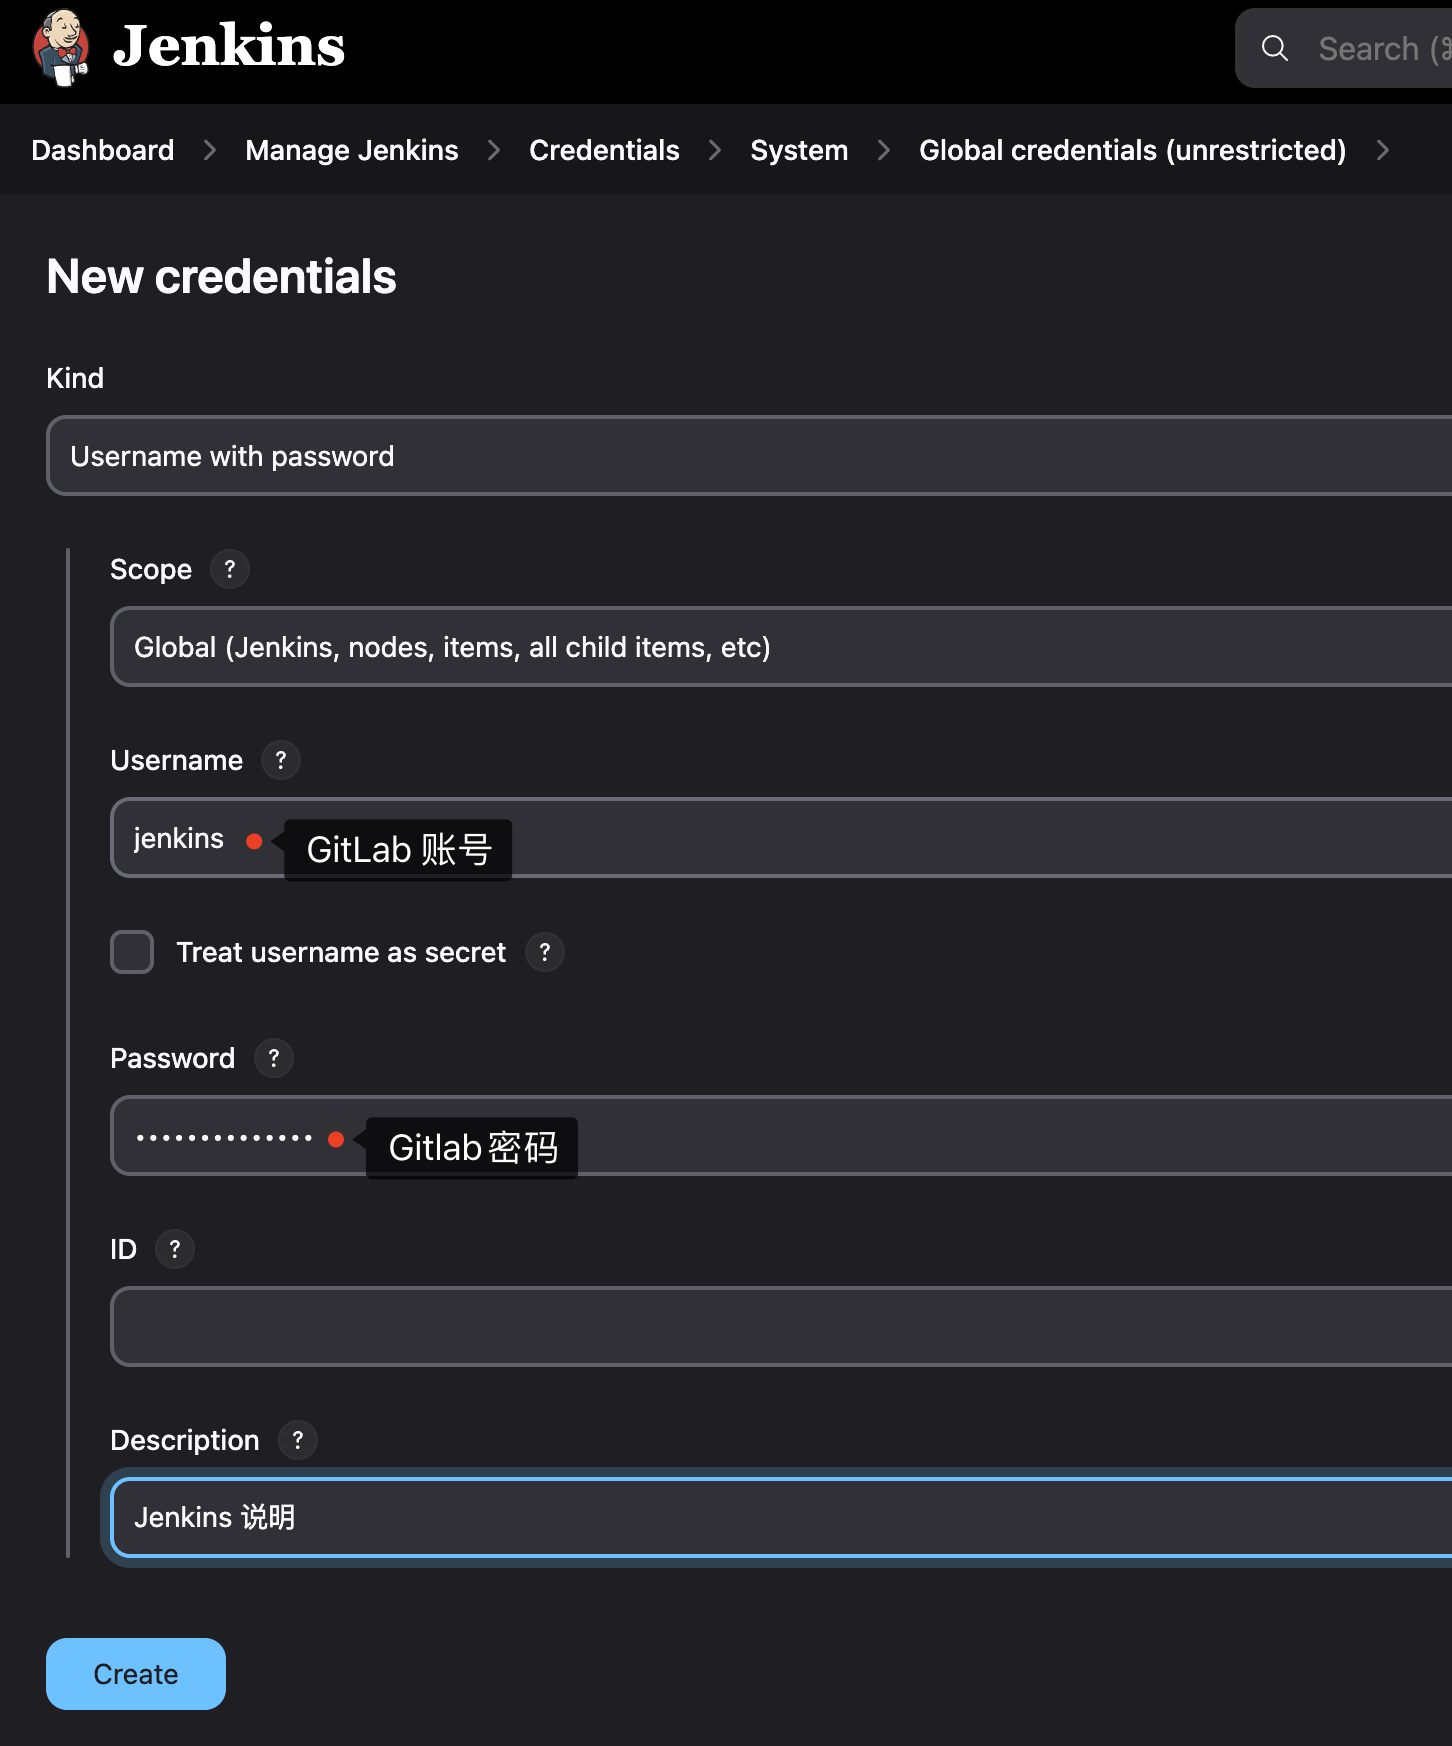 Jenkins
Search (⌘
Dashboard > Manage Jenkins > Credentials > System > Global credentials (unrestricted) >
New credentials
Kind
Username with password
Scope ?
Global (Jenkins, nodes, items, all child items, etc)
Username ?
jenkins GitLab 账号
Treat username as secret ?
Password ?
•••••••••••••• Gitlab密码
ID ?
Description ?
Jenkins 说明
Create